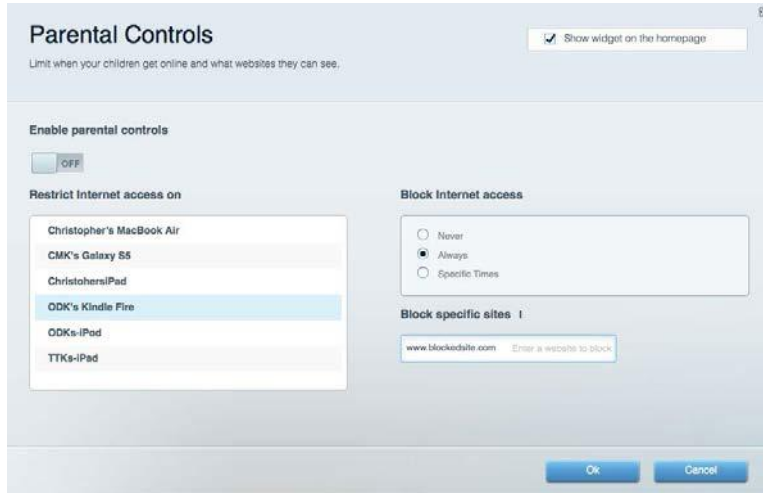 Parental Controls
Show widget on the homepage
Limit when your children get online and what websites they can see.
Enable parental controls
OFF
Restrict Internet access on
Block Internet access
Christopher's MacBook Air
CMK's Galaxy S5
ChristohersiPad
ODK's Kindle Fire
ODKs-iPod
TTKs-iPad
Never
Always
Specific Times
Block specific sites
www.blockedsite.com Enter a website to block
Ok
Cancel